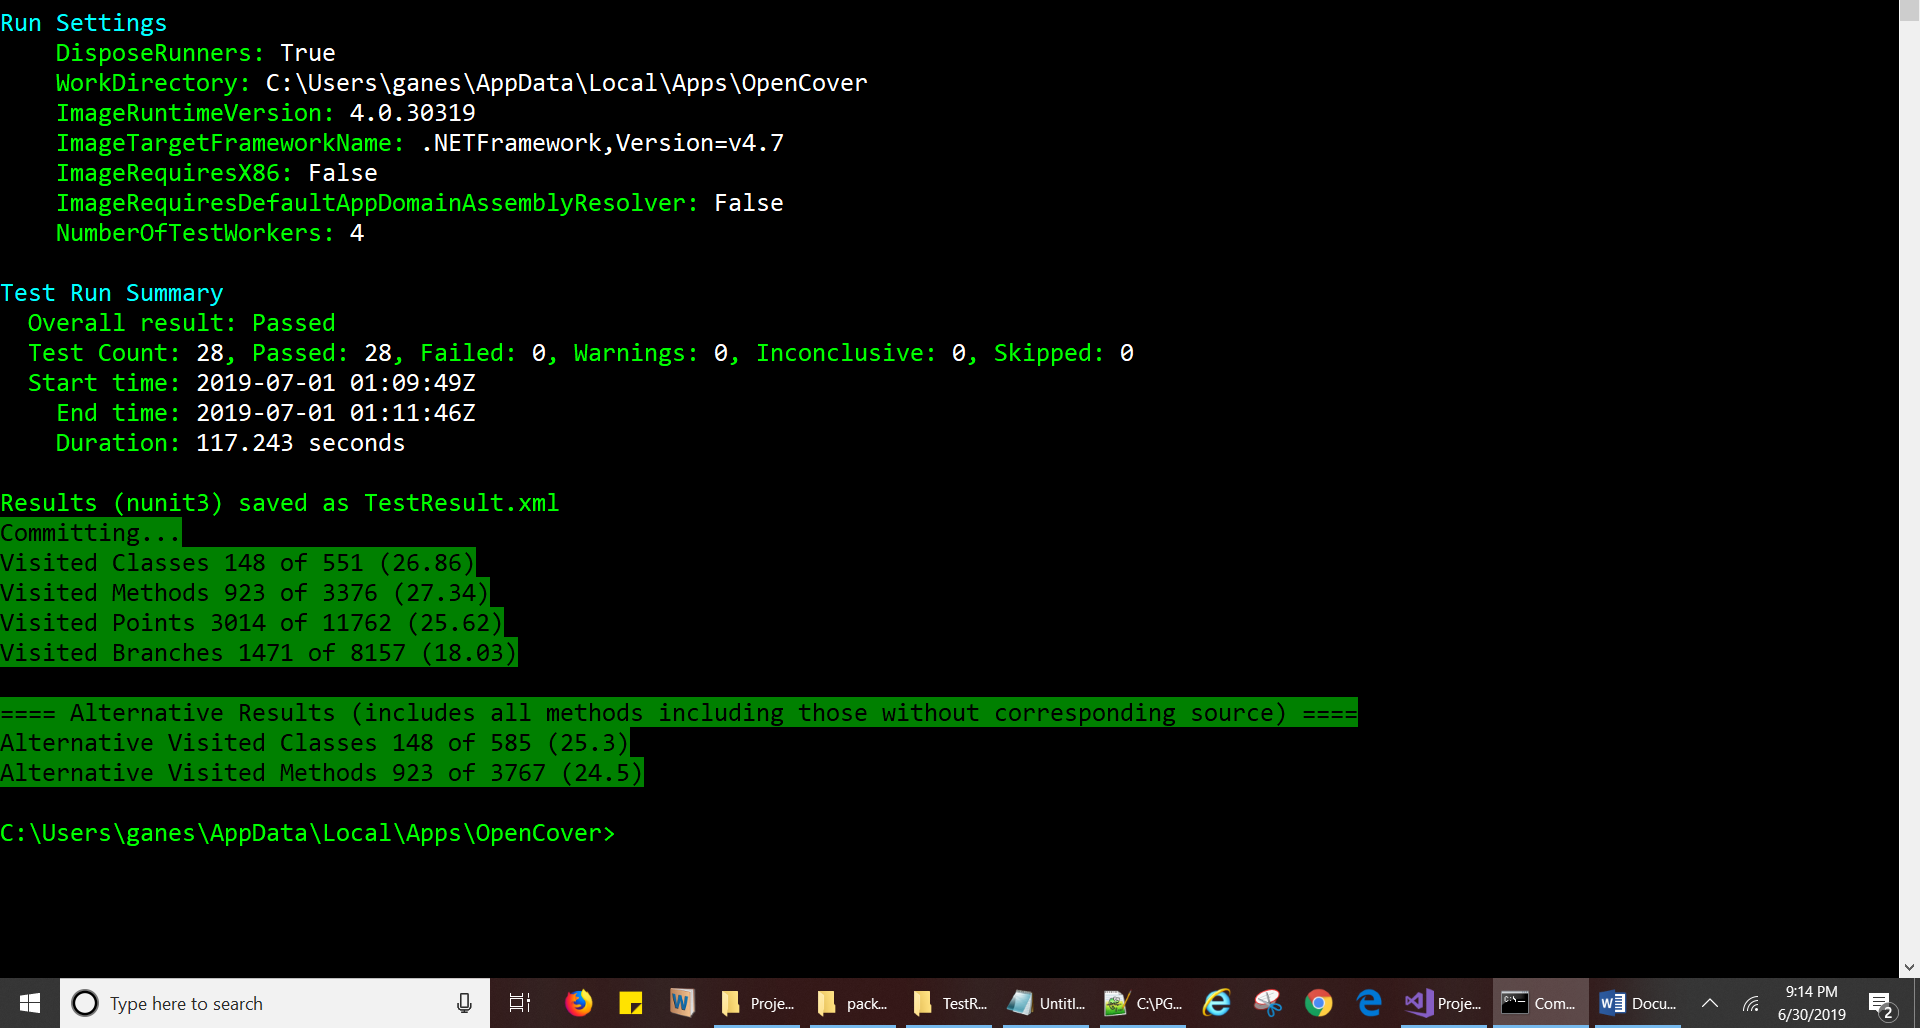 Run Settings
DisposeRunners: True
WorkDirectory: C:\Users\ganes\AppData\Local\Apps\OpenCover
ImageRuntimeVersion: 4.0.30319
ImageTargetFrameworkName: .NETFramework,Version=v4.7
ImageRequiresX86: False
ImageRequiresDefaultAppDomainAssemblyResolver: False
NumberOfTestWorkers: 4
Test Run Summary
Overall result: Passed
Test Count: 28, Passed: 28, Failed: 0, Warnings: 0, Inconclusive: 0, Skipped: 0
Start time: 2019-07-01 01:09:49Z
End time: 2019-07-01 01:11:46Z
Duration: 117.243 seconds
Results (nunit3) saved as TestResult.xml
Committing...
Visited Classes 148 of 551 (26.86)
Visited Methods 923 of 3376 (27.34)
Visited Points 3014 of 11762 (25.62)
Visited Branches 1471 of 8157 (18.03)
==== Alternative Results (includes all methods including those without corresponding source) ====
Alternative Visited Classes 148 of 585 (25.3)
Alternative Visited Methods 923 of 3767 (24.5)
C:\Users\ganes\AppData\Local\Apps\OpenCover>
Type here to search
Proje...
pack...
TestR...
Untitl...
C:\PG...
Proje...
Com...
Docu...
9:14 PM
6/30/2019
2